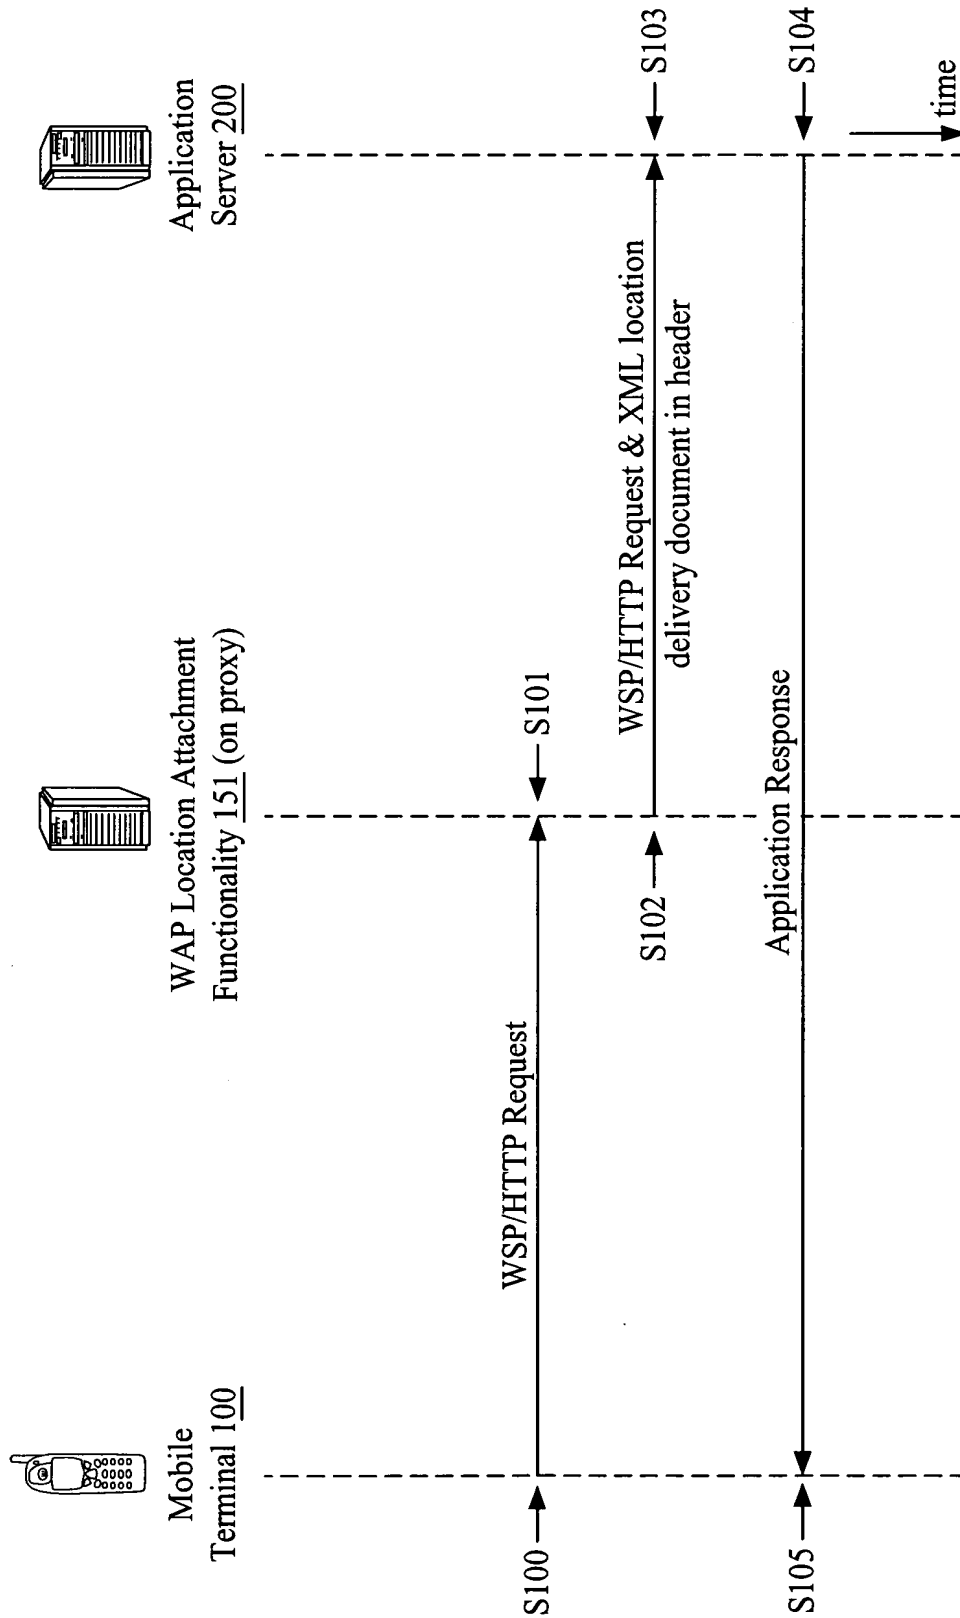 Mobile
Terminal 100
WAP Location Attachment
Functionality 151 (on proxy)
Application
Server 200
S100
WSP/HTTP Request
S101
S102
WSP/HTTP Request & XML location
delivery document in header
S103
S105
Application Response
S104
time